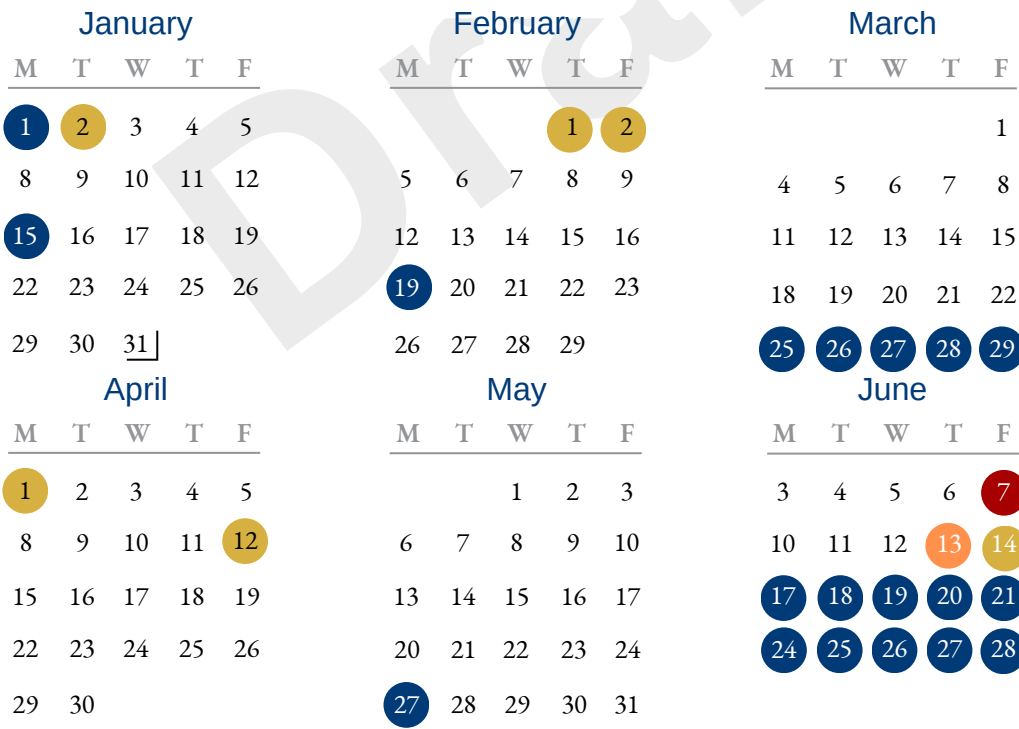 January February March
M T W T F M T W T F M T W T F
1 2 3 4 5 1 2 1
8 9 10 11 12 5 6 7 8 9 4 5 6 7 8
15 16 17 18 19 12 13 14 15 16 11 12 13 14 15
22 23 24 25 26 19 20 21 22 23 18 19 20 21 22
29 30 31 26 27 28 29 25 26 27 28 29
April May June
M T W T F M T W T F M T W T F
1 2 3 4 5 1 2 3 3 4 5 6 7
8 9 10 11 12 6 7 8 9 10 10 11 12 13 14
15 16 17 18 19 13 14 15 16 17 17 18 19 20 21
22 23 24 25 26 20 21 22 23 24 24 25 26 27 28
29 30 27 28 29 30 31